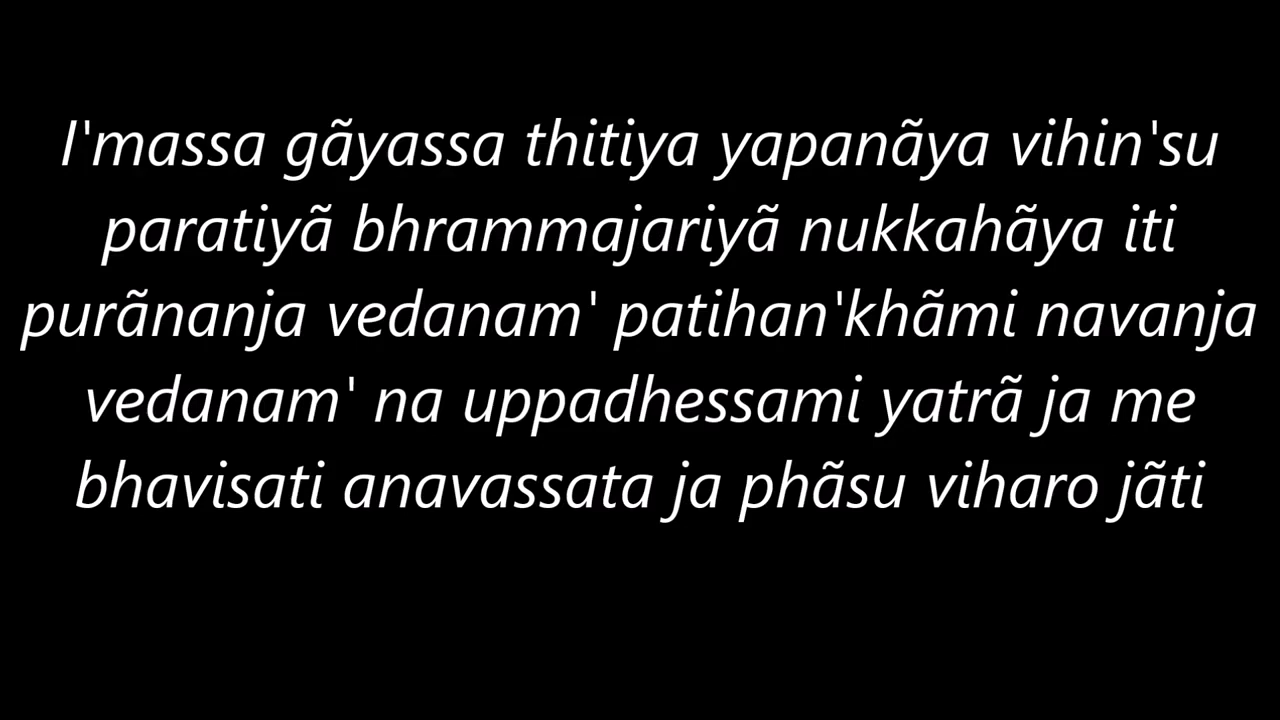 I'massa gãyassa thitiya yapanãya vihin'su
paratiyã bhrammajariyã nukkahãya iti
purãnanja vedanam' patihan'khãmi navanja
vedanam' na uppadhessami yatrã ja me
bhavisati anavassata ja phãsu viharo jãti